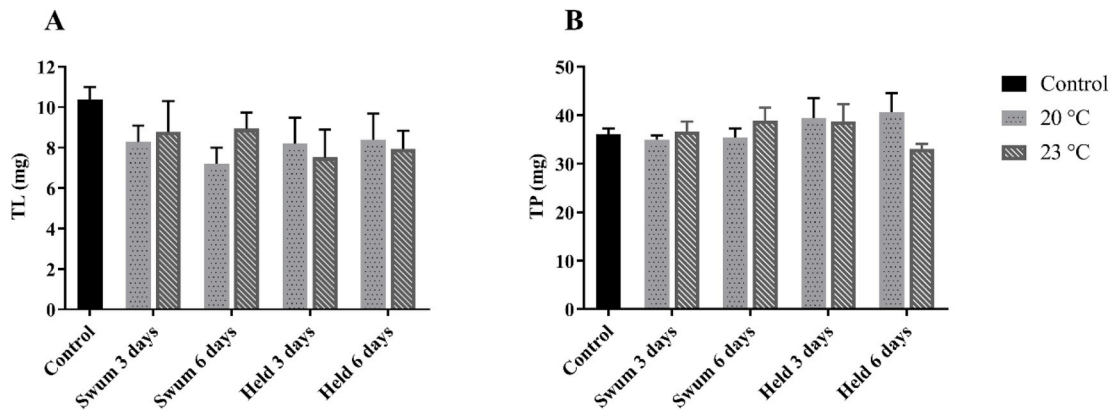 A
TL (mg)
12
10
8
6
4
2
0
Control
Swum 3 days
Swum 6 days
Held 3 days
Held 6 days
B
TP (mg)
50
40
30
20
10
0
Control
Swum 3 days
Swum 6 days
Held 3 days
Held 6 days
Control
20 °C
23 °C